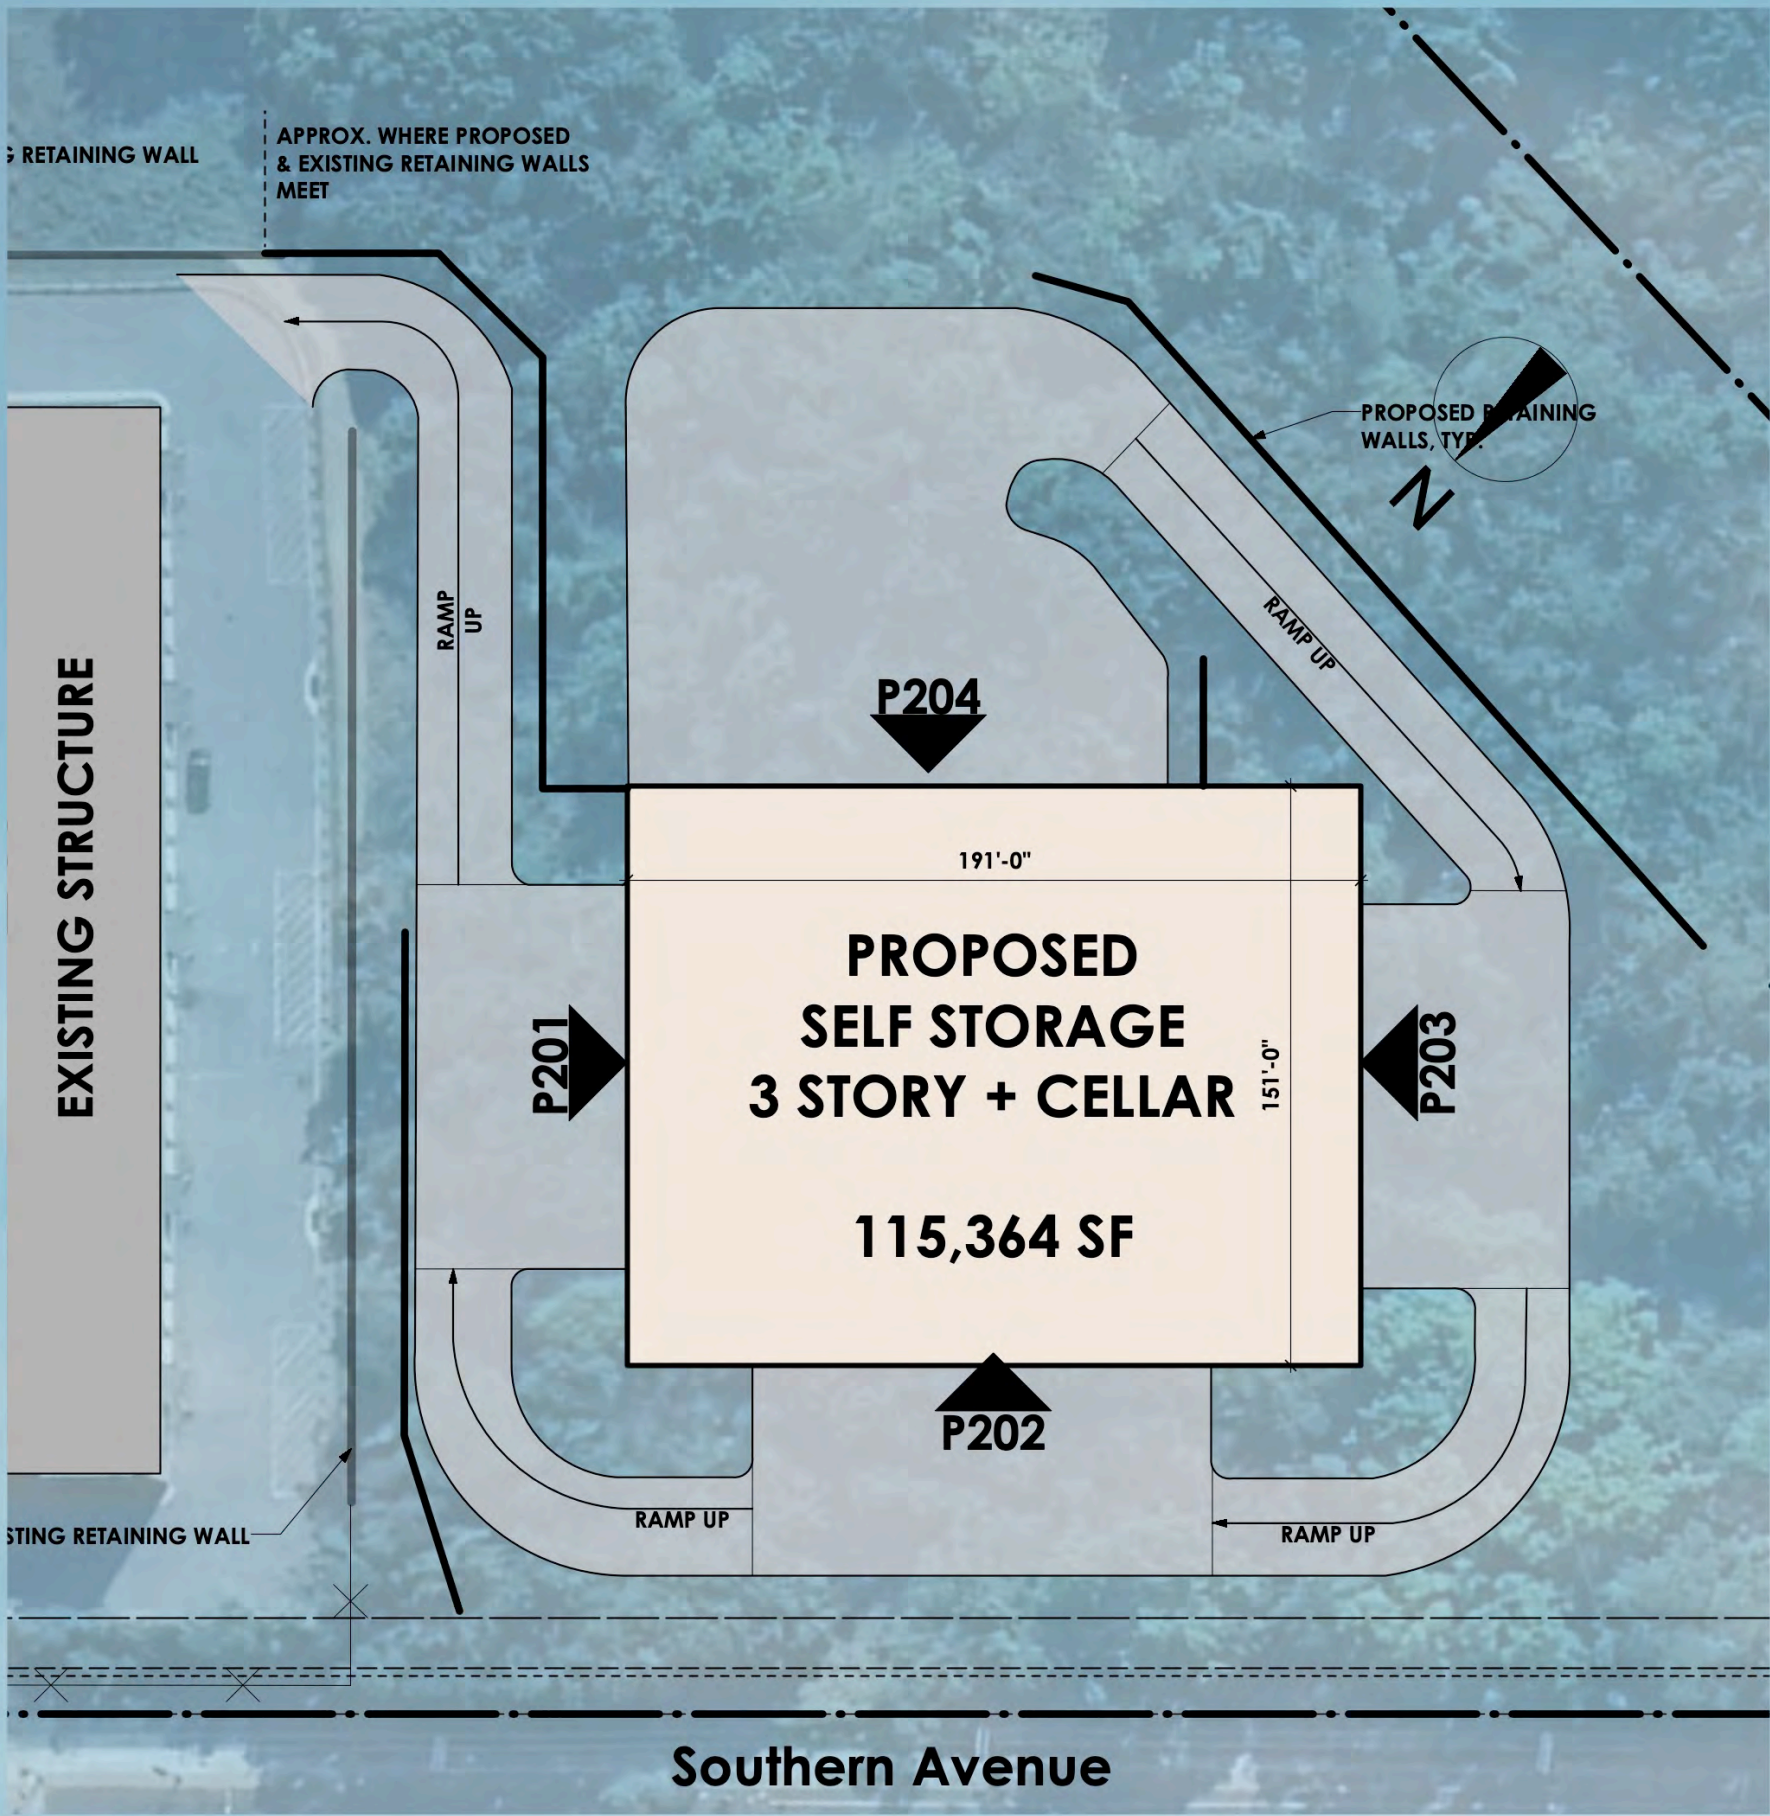 RETAINING WALL
APPROX. WHERE PROPOSED
& EXISTING RETAINING WALLS
MEET
PROPOSED RETAINING
WALLS, TYP.
N
RAMP
UP
RAMP UP
EXISTING STRUCTURE
P204
191'-0"
PROPOSED
SELF STORAGE
3 STORY + CELLAR
115,364 SF
151'-0"
P201
P203
P202
RAMP UP
RAMP UP
RETAINING WALL
Southern Avenue